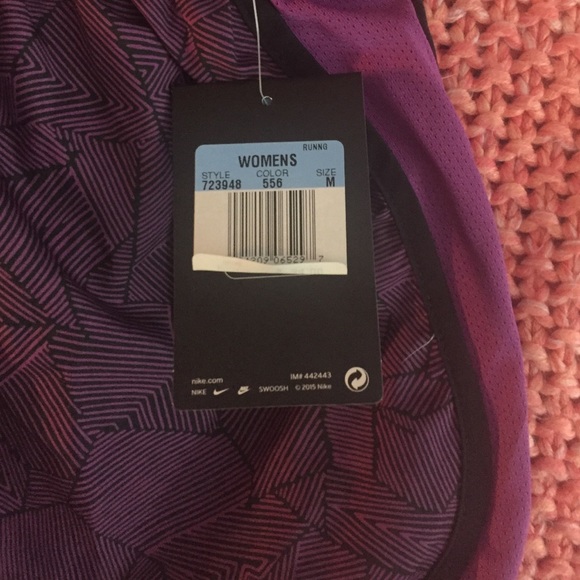 RUNNG
WOMENS
STYLE COLOR SIZE
723948 556 M
nike.com IM# 442443
NIKE SWOOSH © 2015 Nike